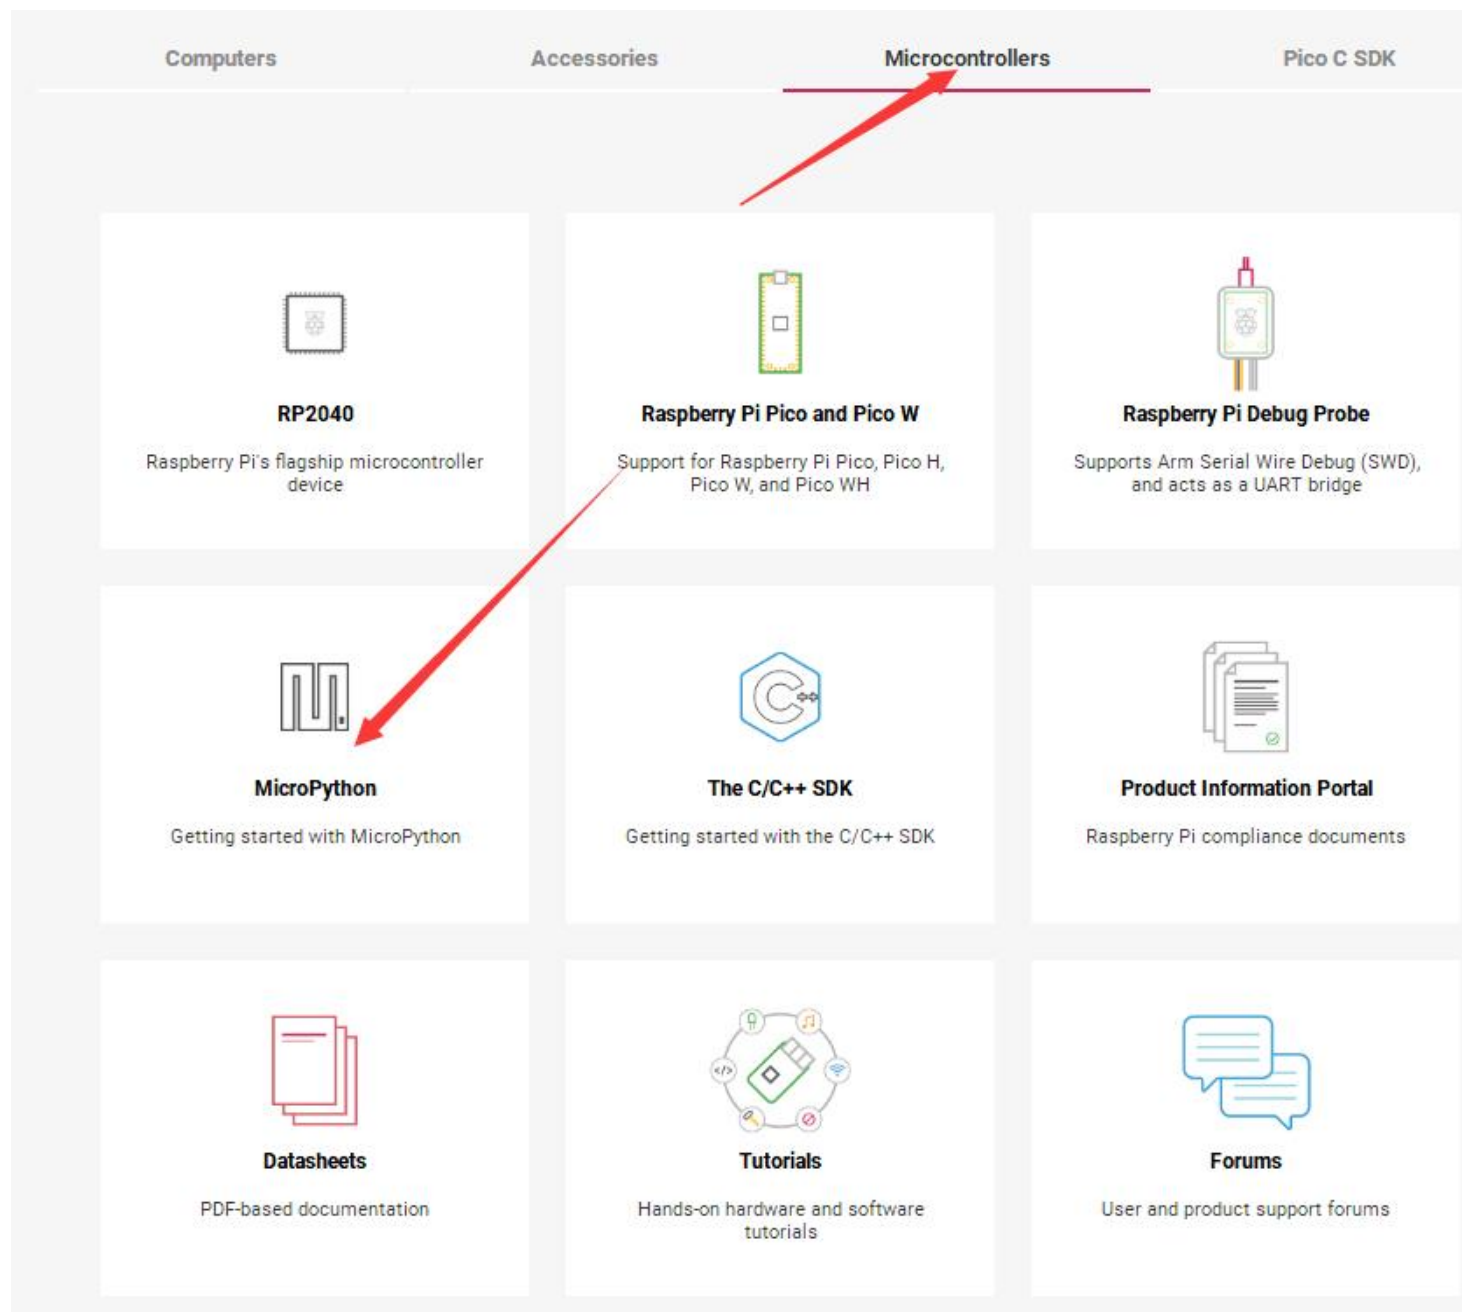 Computers
Accessories
Microcontrollers
Pico C SDK
RP2040
Raspberry Pi's flagship microcontroller
device
Raspberry Pi Pico and Pico W
Support for Raspberry Pi Pico, Pico H,
Pico W, and Pico WH
Raspberry Pi Debug Probe
Supports Arm Serial Wire Debug (SWD),
and acts as a UART bridge
MicroPython
Getting started with MicroPython
C++
The C/C++ SDK
Getting started with the C/C++ SDK
Product Information Portal
Raspberry Pi compliance documents
Datasheets
PDF-based documentation
</>
Tutorials
Hands-on hardware and software
tutorials
Forums
User and product support forums